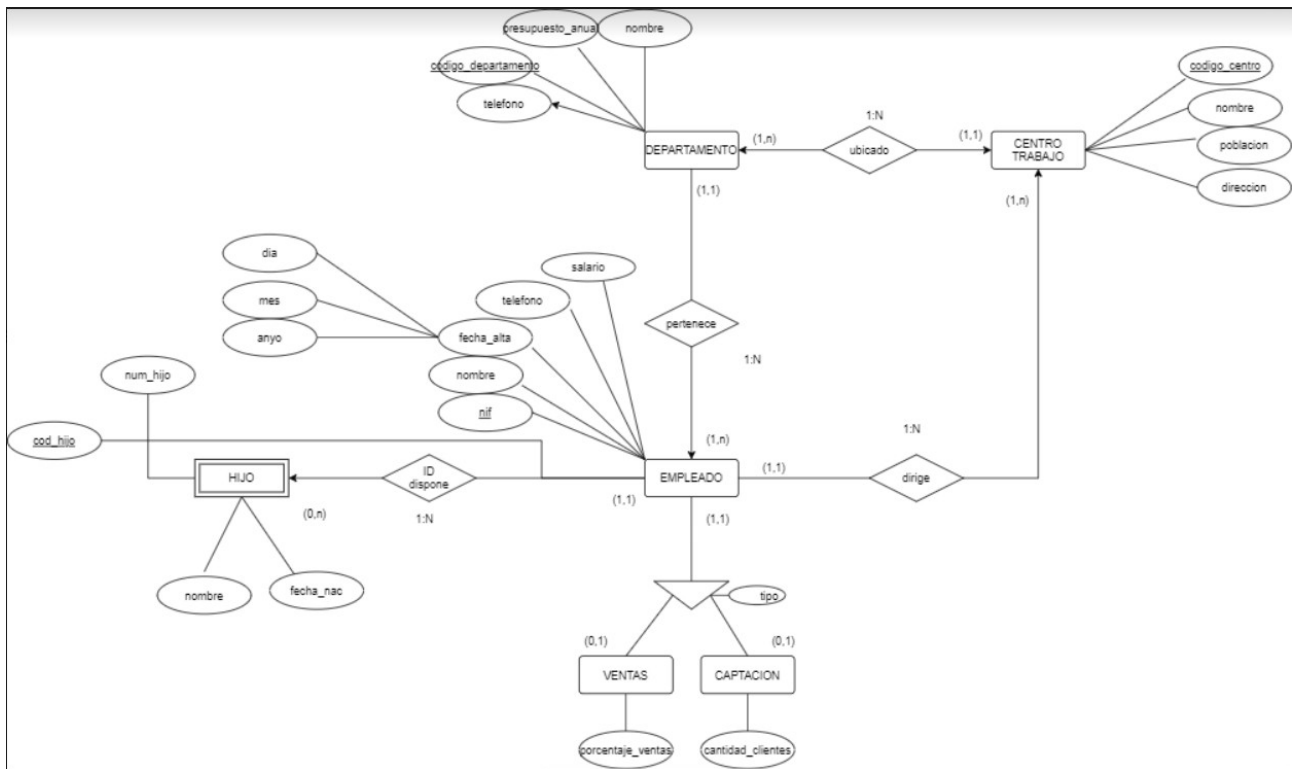 presupuesto_anual
nombre
codigo_departamento
codigo_centro
telefono
nombre
1:N
DEPARTAMENTO
(1,n)
ubicado
(1,1)
CENTRO
TRABAJO
poblacion
(1,1)
(1,n)
direccion
dia
salario
mes
telefono
anyo
fecha_alta
pertenece
1:N
num_hijo
nombre
nif
cod_hijo
1:N
(1,n)
HIJO
ID
dispone
EMPLEADO
(1,1)
dirige
(0,n)
1:N
(1,1)
(1,1)
nombre
fecha_nac
tipo
(0,1)
(0,1)
VENTAS
CAPTACION
porcentaje_ventas
cantidad_clientes